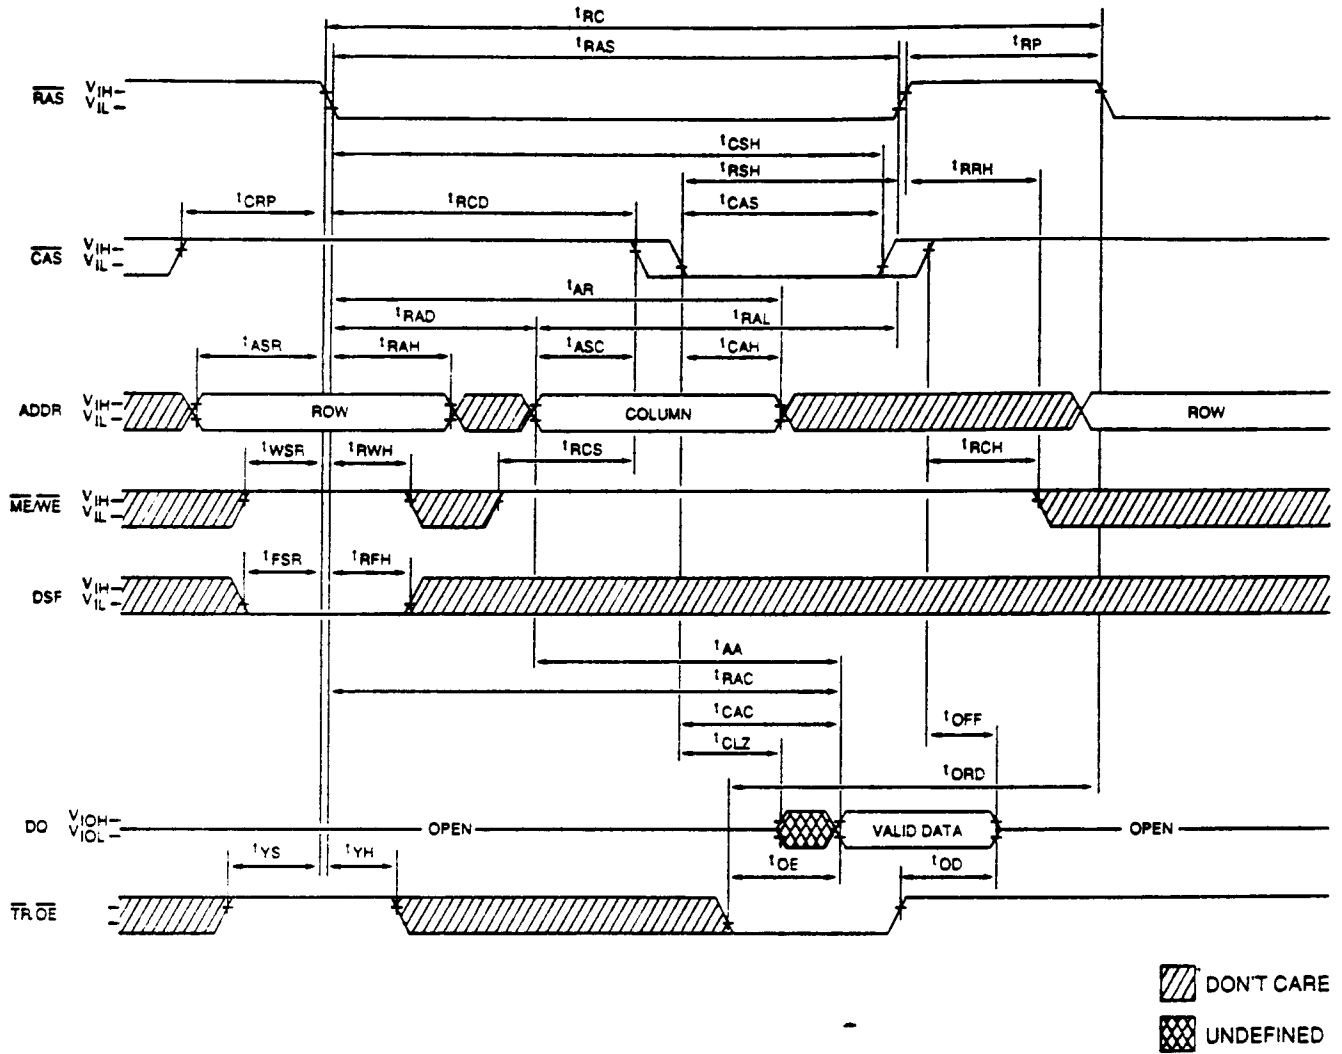 tRC
tRAS
tRP
RAS VIH VIL
tCSH
tRSH
tRRH
tCRP
tRCD
tCAS
CAS VIH VIL
tAR
tRAD
tRAL
tASR
tRAH
tASC
tCAH
ADDR VIH VIL ROW COLUMN ROW
tWSR
tRWH
tRCS
tRCH
ME/WE VIH VIL
tFSR
tRFH
DSF VIH VIL
tAA
tRAC
tCAC
tOFF
tCLZ
tORD
DO VIOH VIOL OPEN VALID DATA OPEN
tYS
tYH
tOE
tOD
TR OE
DON'T CARE
UNDEFINED